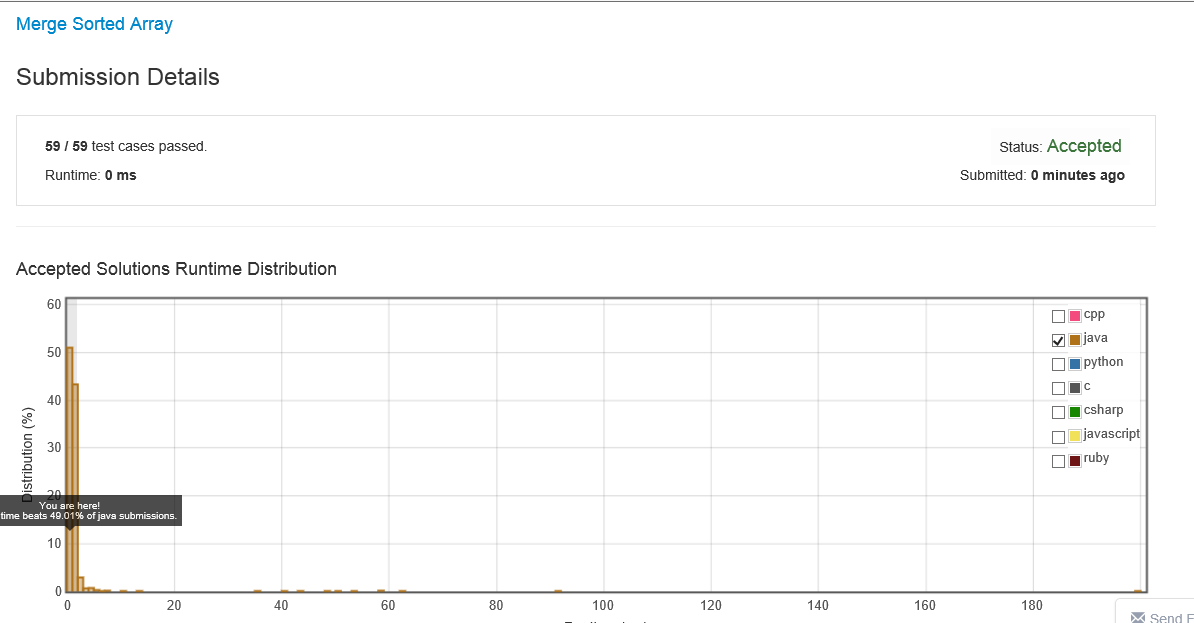 Merge Sorted Array
Submission Details
59 / 59 test cases passed.
Status: Accepted
Runtime: 0 ms
Submitted: 0 minutes ago
Accepted Solutions Runtime Distribution
60
50
40
30
20
10
0
Distribution (%)
You are here!
time beats 49.01% of java submissions.
cpp
java
python
c
csharp
javascript
ruby
0 20 40 60 80 100 120 140 160 180
Send F